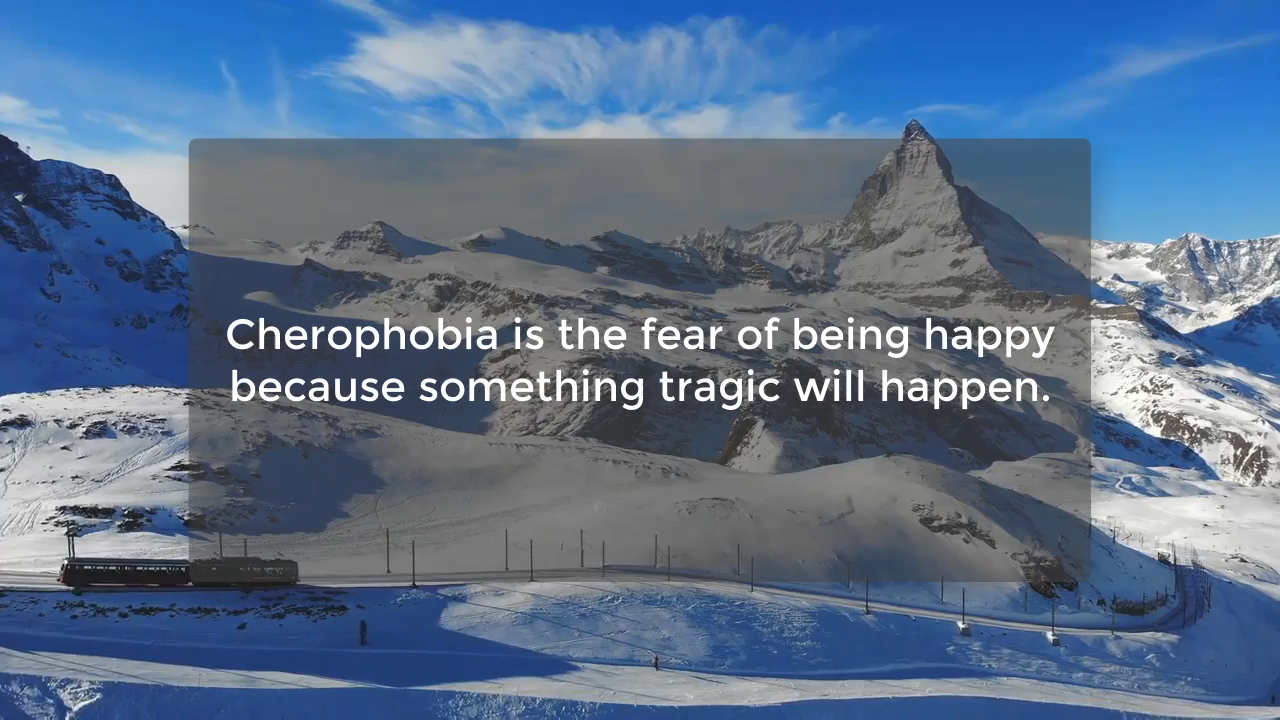 Cherophobia is the fear of being happy
because something tragic will happen.